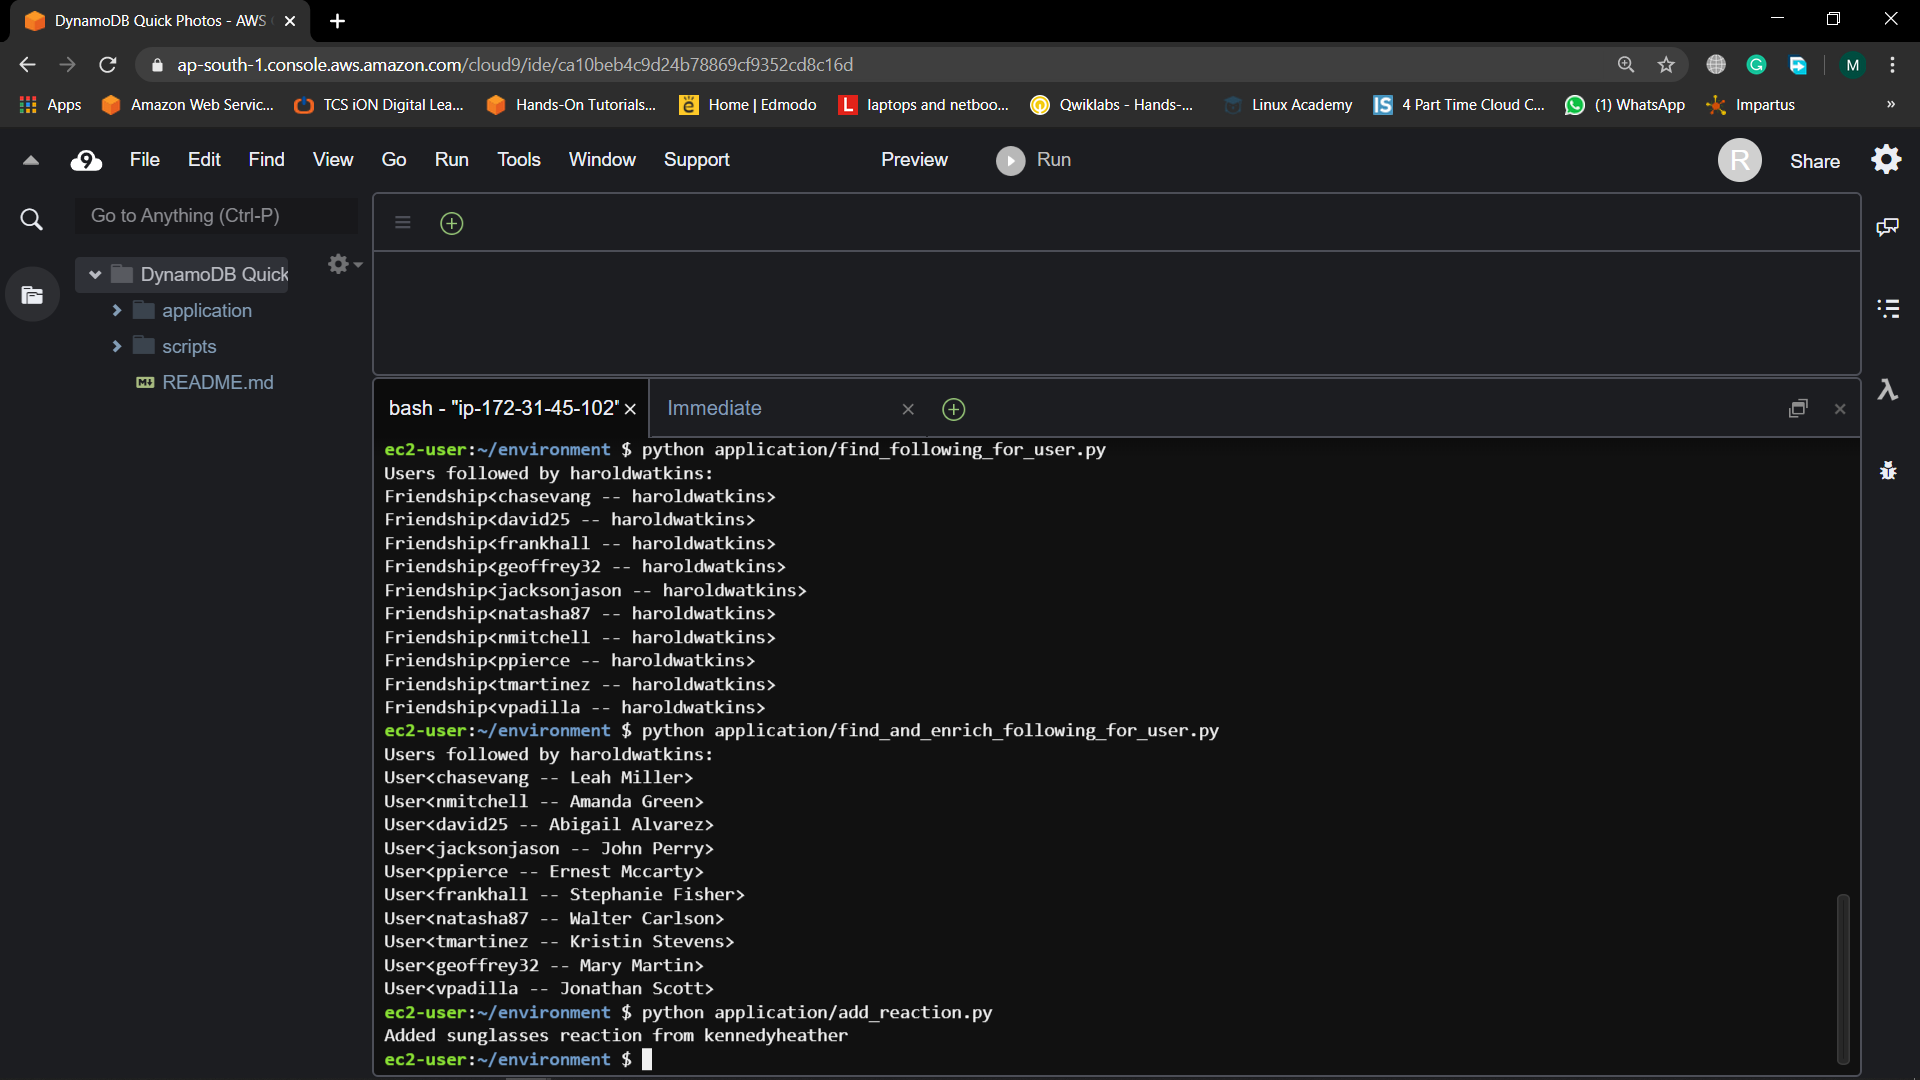 DynamoDB Quick Photos - AWS
ap-south-1.console.aws.amazon.com/cloud9/ide/ca10beb4c9d24b78869cf9352cd8c16d
M
Apps Amazon Web Servic... TCS iON Digital Lea... Hands-On Tutorials... Home | Edmodo laptops and netboo... Qwiklabs - Hands-... Linux Academy 4 Part Time Cloud C... (1) WhatsApp Impartus »
9 File Edit Find View Go Run Tools Window Support Preview Run R Share
Go to Anything (Ctrl-P)
DynamoDB Quick
application
scripts
README.md
bash - "ip-172-31-45-102" Immediate
ec2-user:~/environment $ python application/find_following_for_user.py
Users followed by haroldwatkins:
Friendship<chasevang -- haroldwatkins>
Friendship<david25 -- haroldwatkins>
Friendship<frankhall -- haroldwatkins>
Friendship<geoffrey32 -- haroldwatkins>
Friendship<jacksonjason -- haroldwatkins>
Friendship<natasha87 -- haroldwatkins>
Friendship<nmitchell -- haroldwatkins>
Friendship<ppierce -- haroldwatkins>
Friendship<tmartinez -- haroldwatkins>
Friendship<vpadilla -- haroldwatkins>
ec2-user:~/environment $ python application/find_and_enrich_following_for_user.py
Users followed by haroldwatkins:
User<chasevang -- Leah Miller>
User<nmitchell -- Amanda Green>
User<david25 -- Abigail Alvarez>
User<jacksonjason -- John Perry>
User<ppierce -- Ernest Mccarty>
User<frankhall -- Stephanie Fisher>
User<natasha87 -- Walter Carlson>
User<tmartinez -- Kristin Stevens>
User<geoffrey32 -- Mary Martin>
User<vpadilla -- Jonathan Scott>
ec2-user:~/environment $ python application/add_reaction.py
Added sunglasses reaction from kennedyheather
ec2-user:~/environment $